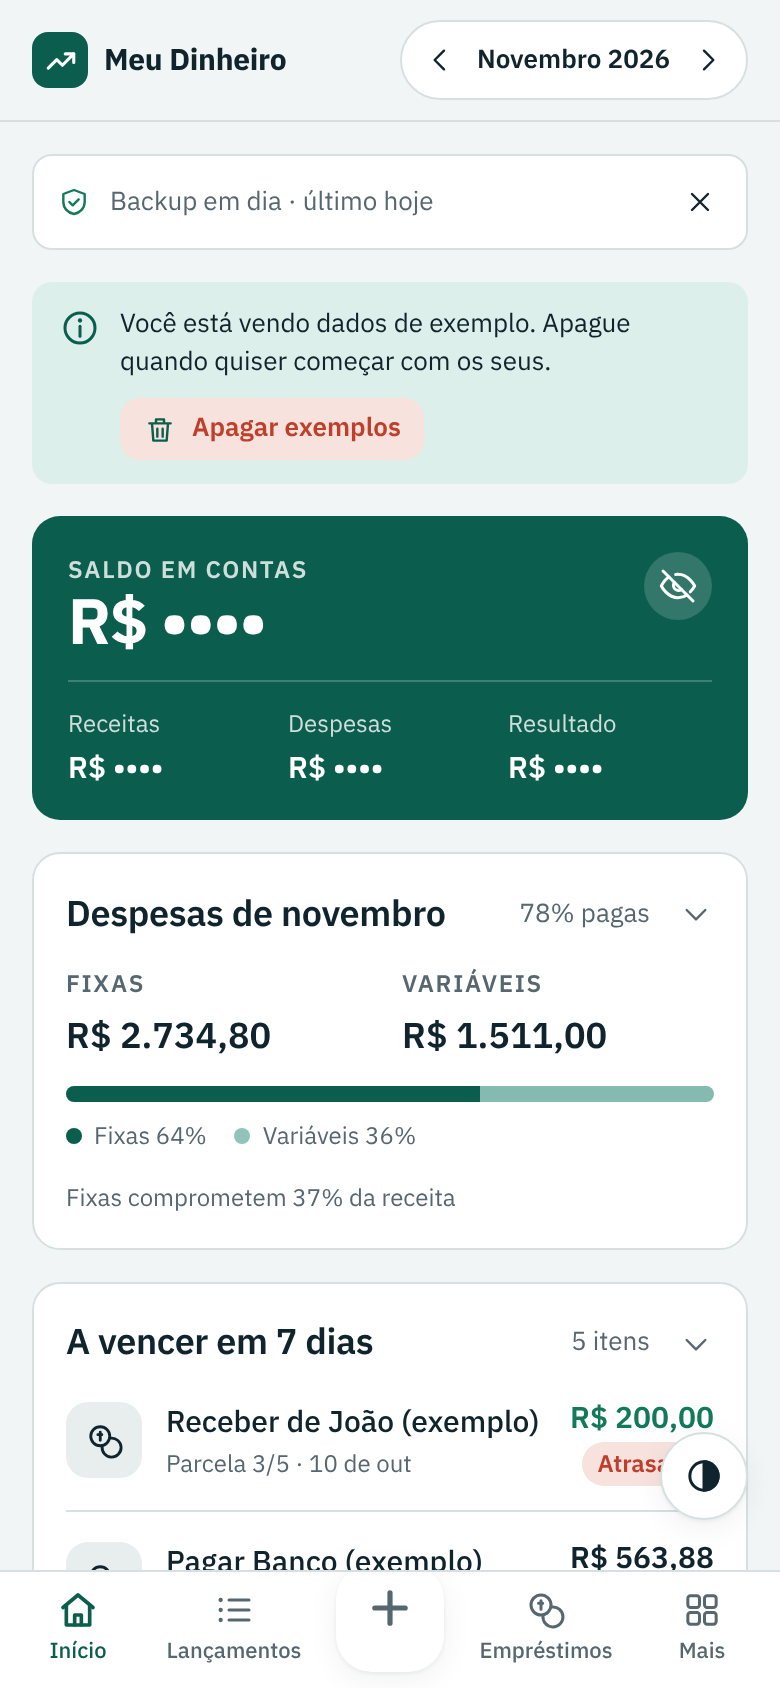 Meu Dinheiro
Novembro 2026
Backup em dia · último hoje
Você está vendo dados de exemplo. Apague
quando quiser começar com os seus.
Apagar exemplos
SALDO EM CONTAS
R$ ••••
Receitas Despesas Resultado
R$ •••• R$ •••• R$ ••••
Despesas de novembro 78% pagas
FIXAS VARIÁVEIS
R$ 2.734,80 R$ 1.511,00
Fixas 64% Variáveis 36%
Fixas comprometem 37% da receita
A vencer em 7 dias 5 itens
Receber de João (exemplo) R$ 200,00
Parcela 3/5 · 10 de out
Pagar Banco (exemplo) R$ 563,88
Início Lançamentos Empréstimos Mais